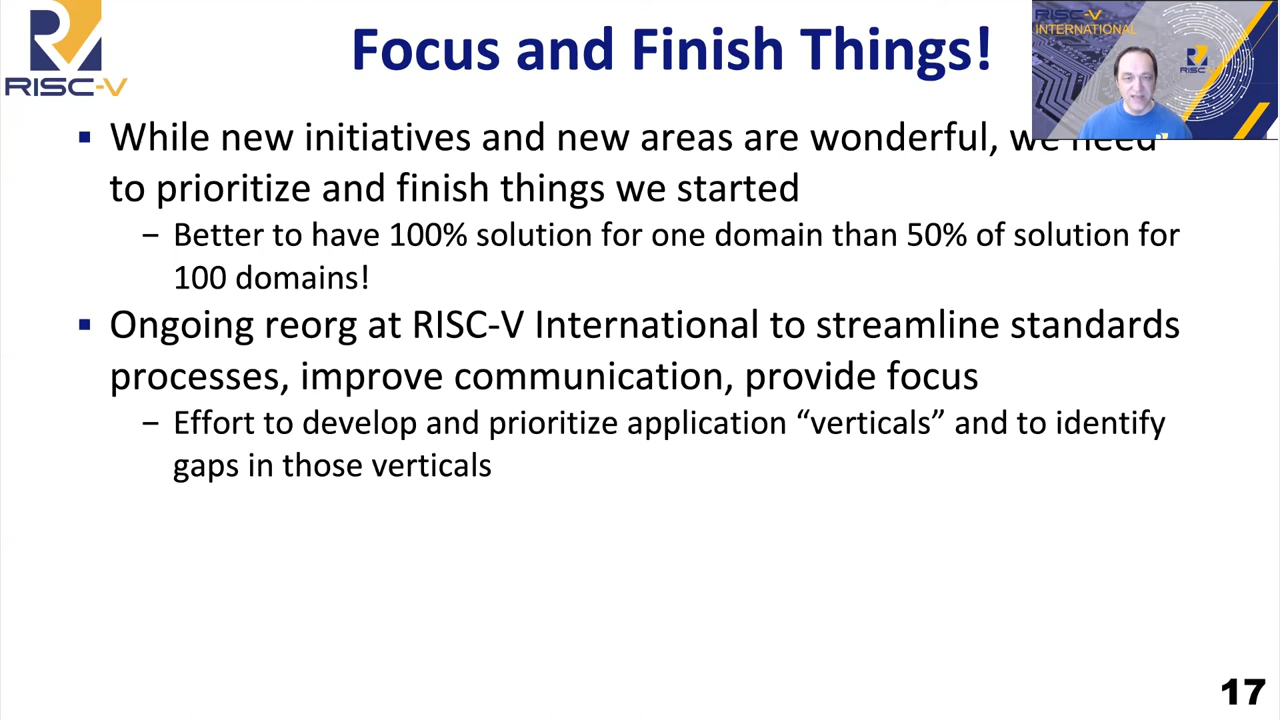 RISC-V
Focus and Finish Things!
RISC-V
INTERNATIONAL
RISC-V
▪ While new initiatives and new areas are wonderful, we need
to prioritize and finish things we started
– Better to have 100% solution for one domain than 50% of solution for
100 domains!
▪ Ongoing reorg at RISC-V International to streamline standards
processes, improve communication, provide focus
– Effort to develop and prioritize application “verticals” and to identify
gaps in those verticals
17